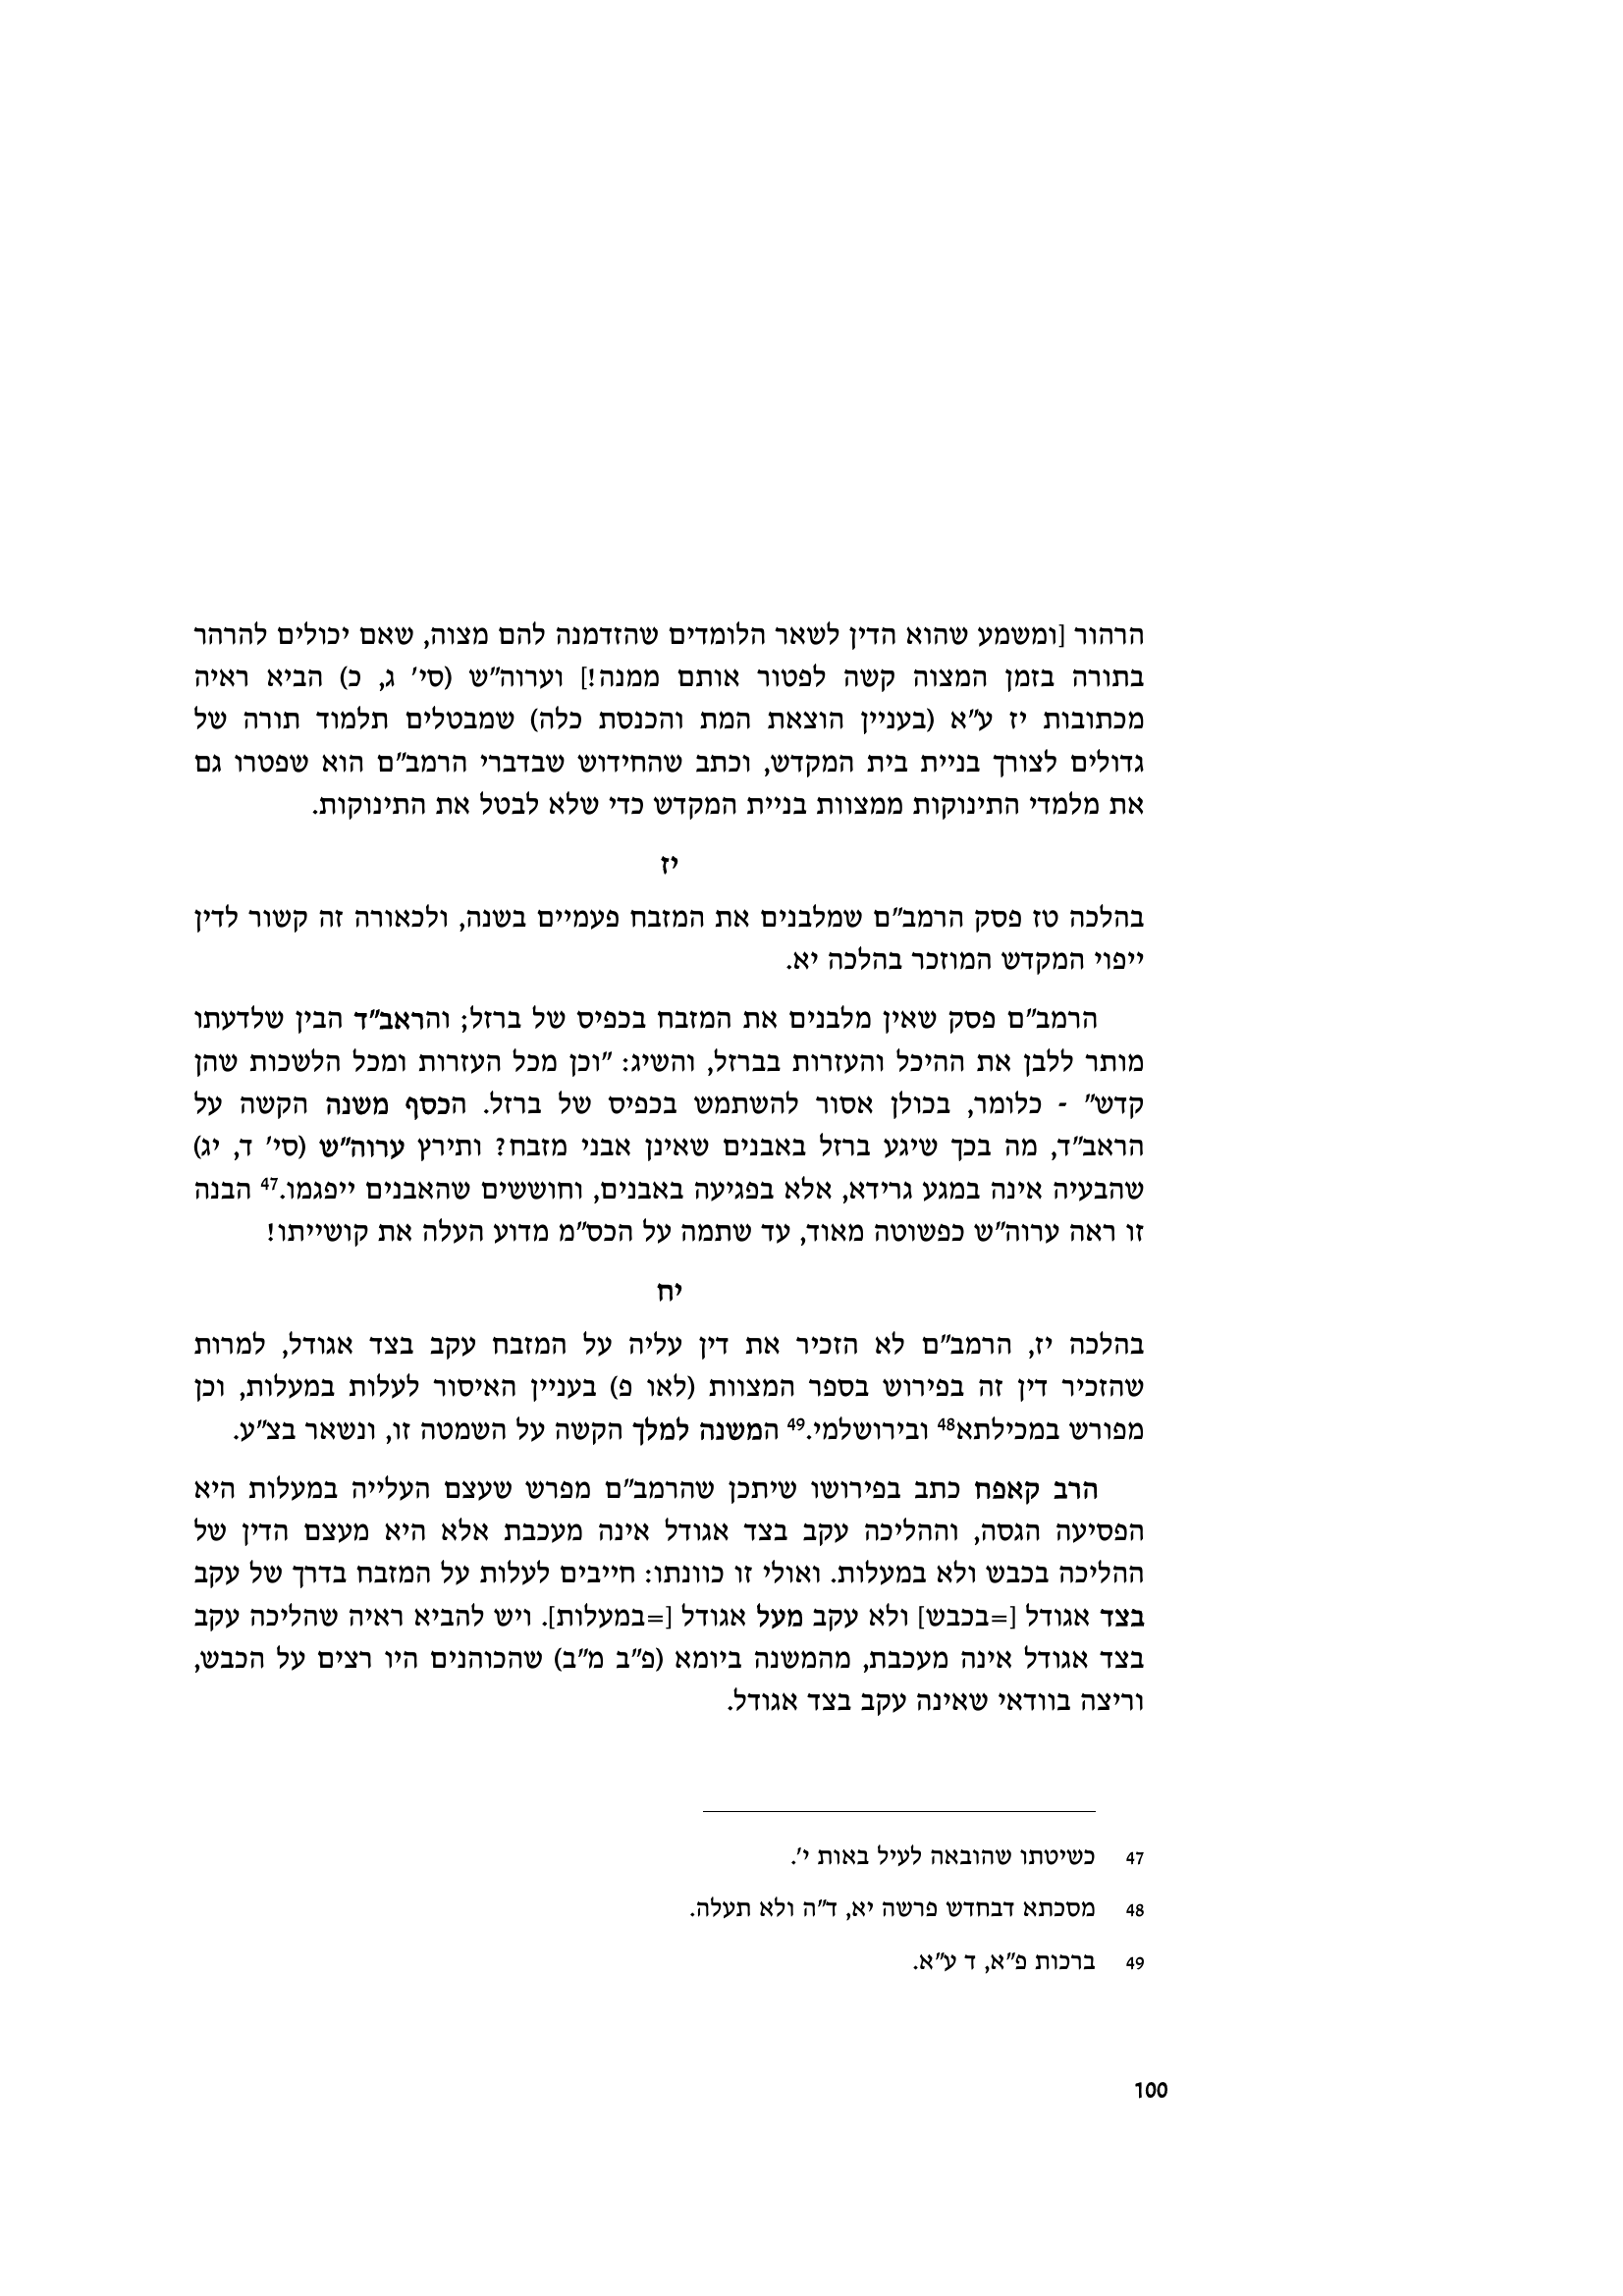 הרהור [ומשמע שהוא הדין לשאר הלומדים שהזדמנה להם מצוה, שאם יכולים להרהר
בתורה בזמן המצוה קשה לפטור אותם ממנה!] וערוה"ש (סי' ג, כ) הביא ראיה
מכתובות יז ע"א (בעניין הוצאת המת והכנסת כלה) שמבטלים תלמוד תורה של
גדולים לצורך בניית בית המקדש, וכתב שהחידוש שבדברי הרמב"ם הוא שפטרו גם
את מלמדי התינוקות ממצוות בניית המקדש כדי שלא לבטל את התינוקות.
יז
בהלכה טז פסק הרמב"ם שמלבנים את המזבח פעמיים בשנה, ולכאורה זה קשור לדין
ייפוי המקדש המוזכר בהלכה יא.
הרמב"ם פסק שאין מלבנים את המזבח בכפיס של ברזל; והראב"ד הבין שלדעתו
מותר ללבן את ההיכל והעזרות בברזל, והשיג: "וכן מכל העזרות ומכל הלשכות שהן
קדש" - כלומר, בכולן אסור להשתמש בכפיס של ברזל. הכסף משנה הקשה על
הראב"ד, מה בכך שיגע ברזל באבנים שאינן אבני מזבח? ותירץ ערוה"ש (סי' ד, יג)
שהבעיה אינה במגע גרידא, אלא בפגיעה באבנים, וחוששים שהאבנים ייפגמו.47 הבנה
זו ראה ערוה"ש כפשוטה מאוד, עד שתמה על הכס"מ מדוע העלה את קושייתו!
יח
בהלכה יז, הרמב"ם לא הזכיר את דין עליה על המזבח עקב בצד אגודל, למרות
שהזכיר דין זה בפירוש בספר המצוות (לאו פ) בעניין האיסור לעלות במעלות, וכן
מפורש במכילתא48 ובירושלמי.49 המשנה למלך הקשה על השמטה זו, ונשאר בצ"ע.
הרב קאפח כתב בפירושו שיתכן שהרמב"ם מפרש שעצם העלייה במעלות היא
הפסיעה הגסה, וההליכה עקב בצד אגודל אינה מעכבת אלא היא מעצם הדין של
ההליכה בכבש ולא במעלות. ואולי זו כוונתו: חייבים לעלות על המזבח בדרך של עקב
בצד אגודל [=בכבש] ולא עקב מעל אגודל [=במעלות]. ויש להביא ראיה שהליכה עקב
בצד אגודל אינה מעכבת, מהמשנה ביומא (פ"ב מ"ב) שהכוהנים היו רצים על הכבש,
וריצה בוודאי שאינה עקב בצד אגודל.
47 כשיטתו שהובאה לעיל באות י'.
48 מסכתא דבחדש פרשה יא, ד"ה ולא תעלה.
49 ברכות פ"א, ד ע"א.
100